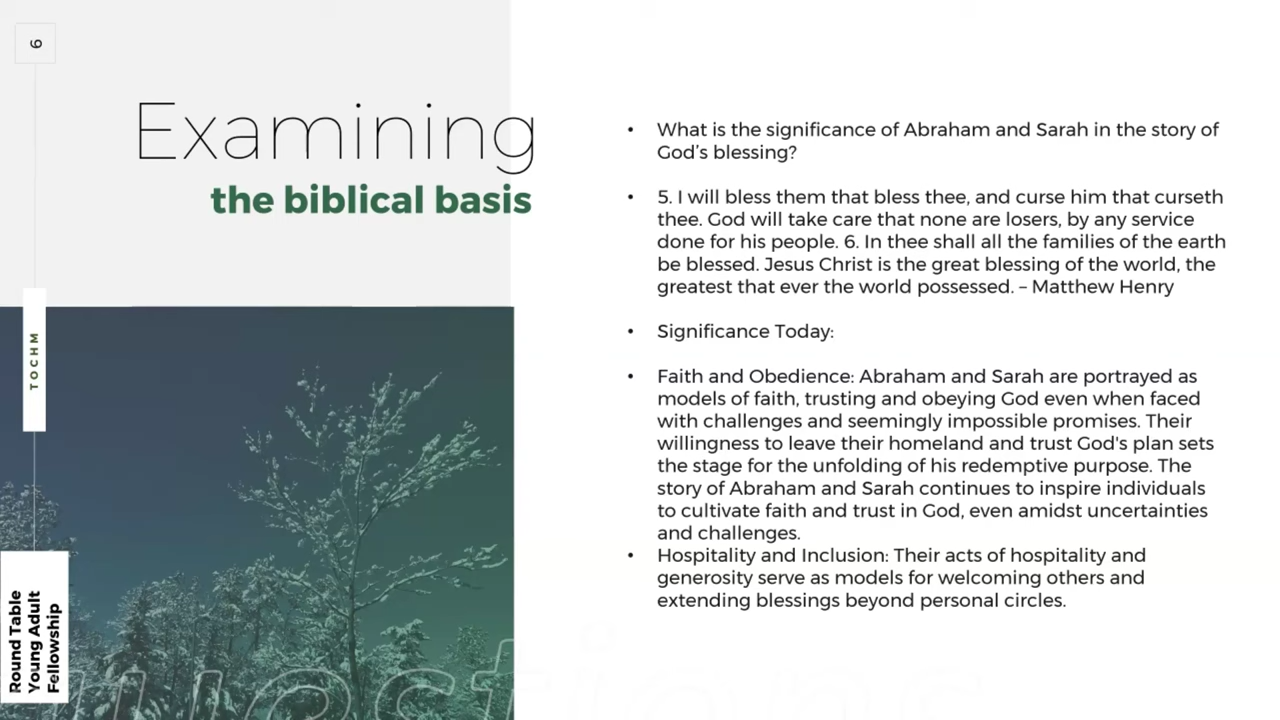 6
Examining
the biblical basis
TOCHM
Round Table
Young Adult
Fellowship
• What is the significance of Abraham and Sarah in the story of
God’s blessing?
• 5. I will bless them that bless thee, and curse him that curseth
thee. God will take care that none are losers, by any service
done for his people. 6. In thee shall all the families of the earth
be blessed. Jesus Christ is the great blessing of the world, the
greatest that ever the world possessed. – Matthew Henry
• Significance Today:
• Faith and Obedience: Abraham and Sarah are portrayed as
models of faith, trusting and obeying God even when faced
with challenges and seemingly impossible promises. Their
willingness to leave their homeland and trust God's plan sets
the stage for the unfolding of his redemptive purpose. The
story of Abraham and Sarah continues to inspire individuals
to cultivate faith and trust in God, even amidst uncertainties
and challenges.
• Hospitality and Inclusion: Their acts of hospitality and
generosity serve as models for welcoming others and
extending blessings beyond personal circles.